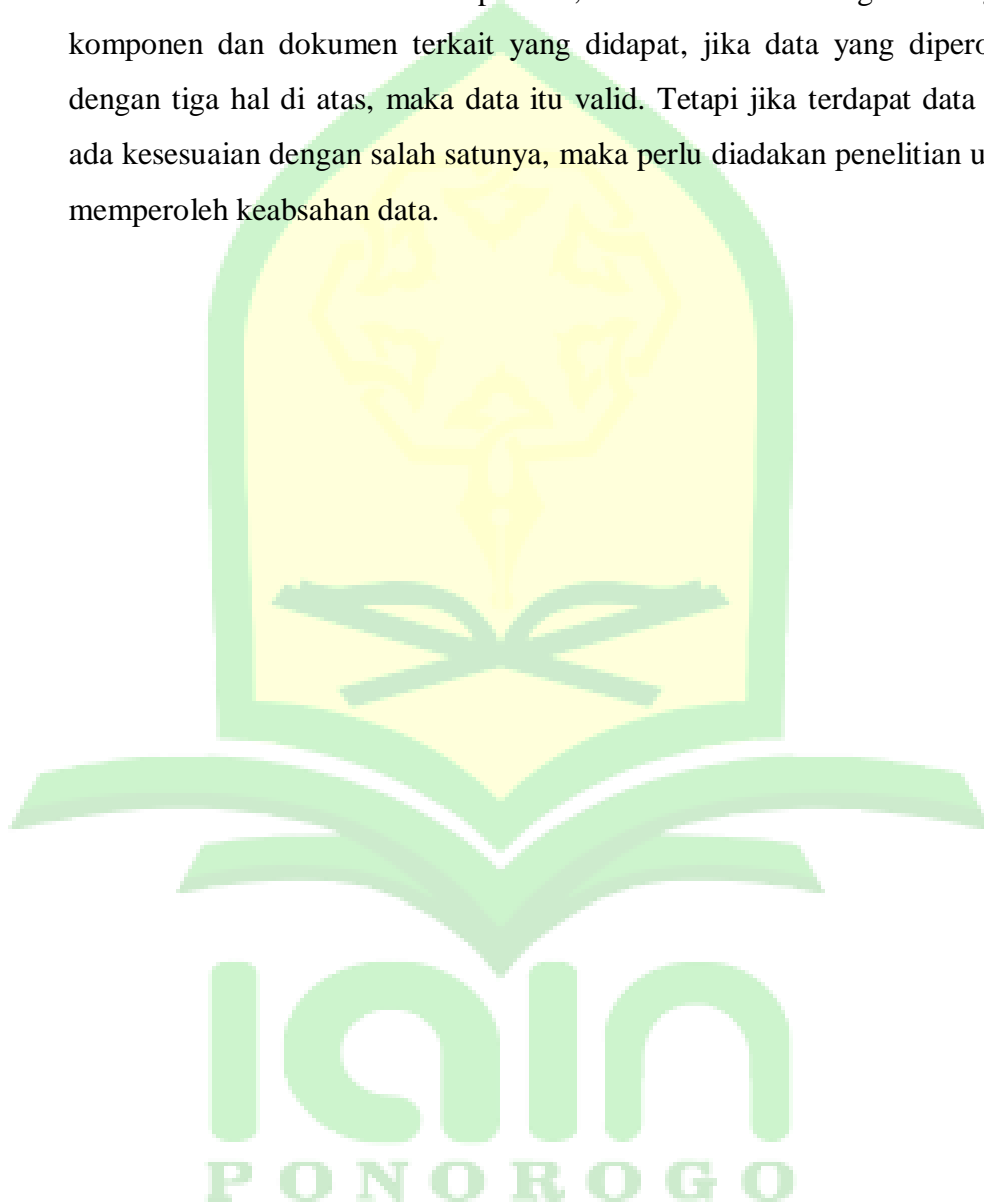 komponen dan dokumen terkait yang didapat, jika data yang
dengan tiga hal di atas, maka data itu valid. Tetapi jika terdapat data
ada kesesuaian dengan salah satunya, maka perlu diadakan penelitian
memperoleh keabsahan data.
iain
PONOROGO